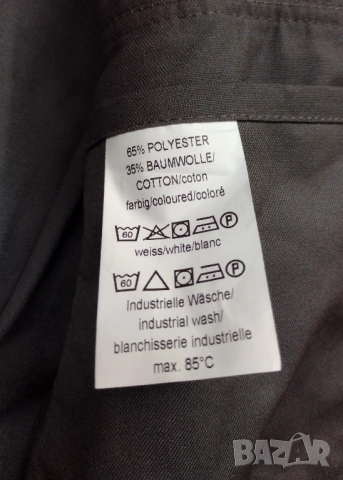 65% POLYESTER
35% BAUMWOLLE/
COTTON/coton
farbig/coloured/coloré
60 P
weiss/white/blanc
60 P
Industrielle Wäsche/
industrial wash/
blanchisserie industrielle
max. 85°C
BAZAR